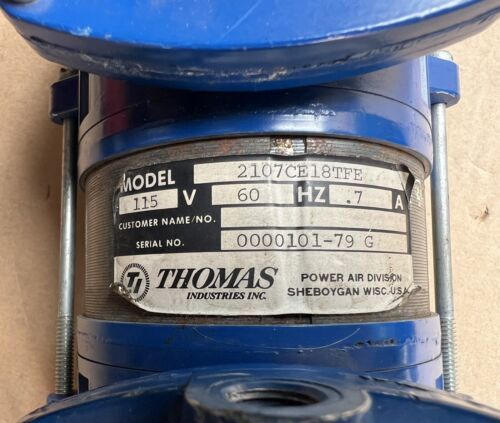 MODEL 2107CE18TFE
115 V 60 HZ .7 A
CUSTOMER NAME/NO.
SERIAL NO. 0000101-79 G
TI THOMAS POWER AIR DIVISION
INDUSTRIES INC. SHEBOYGAN WISC. U.S.A.